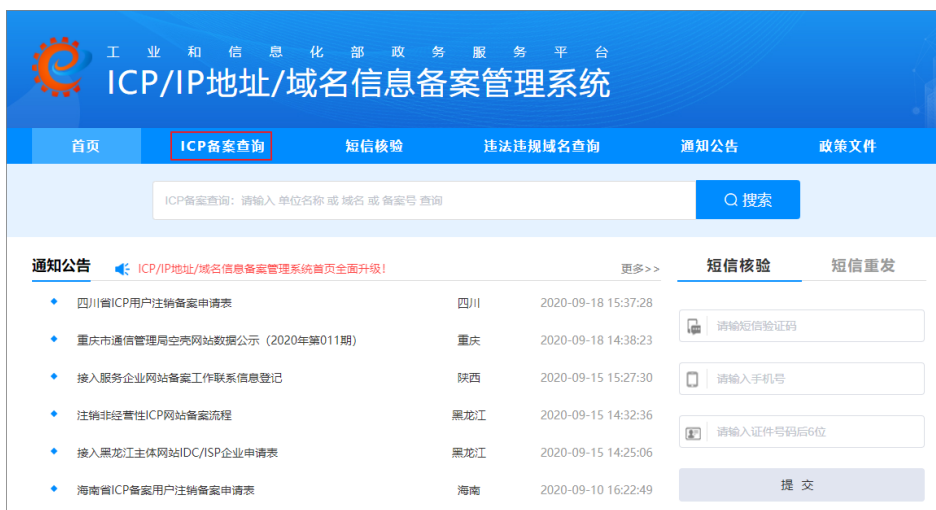 工业和信息化部政务服务平台
ICP/IP地址/域名信息备案管理系统
首页 ICP备案查询 短信核验 违法违规域名查询 通知公告 政策文件
ICP备案查询：请输入 单位名称 或 域名 或 备案号 查询 搜索
通知公告 ICP/IP地址/域名信息备案管理系统首页全面升级！ 更多>> 短信核验 短信重发
四川省ICP用户注销备案申请表 四川 2020-09-18 15:37:28
请输短信验证码
重庆市通信管理局空壳网站数据公示（2020年第011期） 重庆 2020-09-18 14:38:23
接入服务企业网站备案工作联系信息登记 陕西 2020-09-15 15:27:30
请输入手机号
注销非经营性ICP网站备案流程 黑龙江 2020-09-15 14:32:36
请输入证件号码后6位
接入黑龙江主体网站IDC/ISP企业申请表 黑龙江 2020-09-15 14:25:06
海南省ICP备案用户注销备案申请表 海南 2020-09-10 16:22:49
提 交